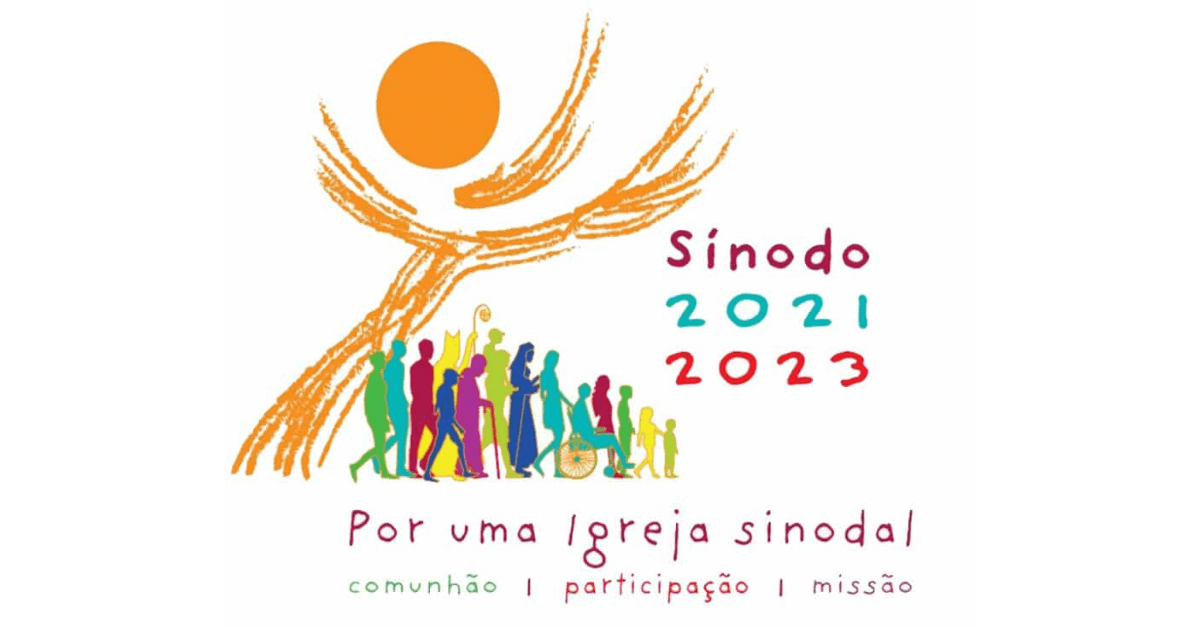 Sínodo
2021
2023
Por uma Igreja sinodal
comunhão | participação | missão